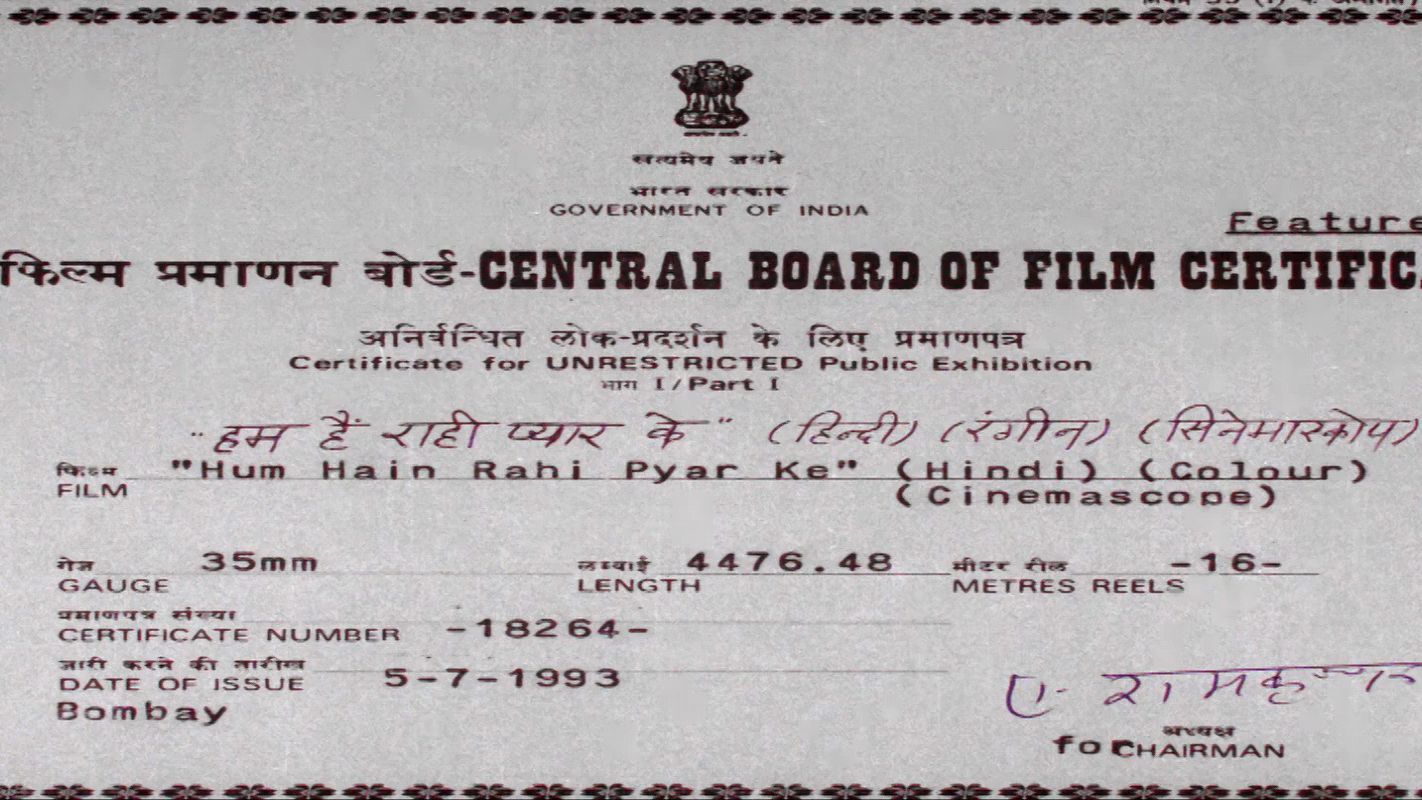 सत्यमेव जयते
भारत सरकार
GOVERNMENT OF INDIA
Feature
फिल्म प्रमाणन बोर्ड-CENTRAL BOARD OF FILM CERTIFIC
अनिर्बन्धित लोक-प्रदर्शन के लिए प्रमाणपत्र
Certificate for UNRESTRICTED Public Exhibition
भाग I/Part I
"हम हैं राही प्यार के" (हिन्दी) (रंगीन) (सिनेमास्कोप)
फिल्म "Hum Hain Rahi Pyar Ke" (Hindi) (Colour)
FILM (Cinemascope)
गेज 35mm लम्बाई 4476.48 मीटर रील -16-
GAUGE LENGTH METRES REELS
प्रमाणपत्र संख्या
CERTIFICATE NUMBER -18264-
जारी करने की तारीख
DATE OF ISSUE 5-7-1993
Bombay
अध्यक्ष
for CHAIRMAN